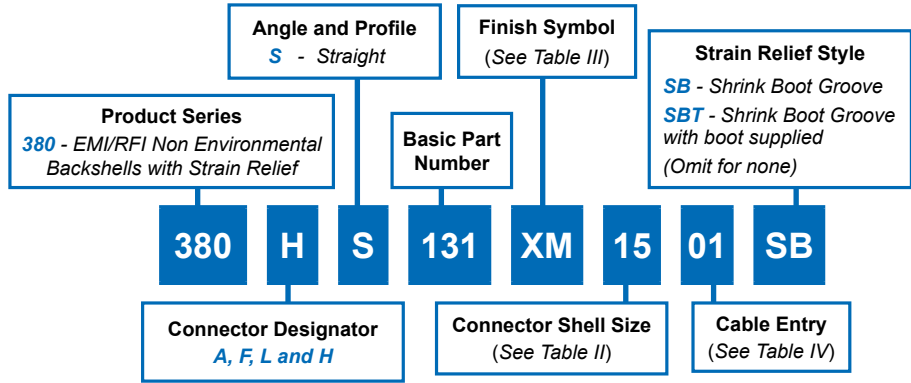 Angle and Profile
S - Straight
Finish Symbol
(See Table III)
Strain Relief Style
SB - Shrink Boot Groove
SBT - Shrink Boot Groove
with boot supplied
(Omit for none)
Product Series
380 - EMI/RFI Non Environmental
Backshells with Strain Relief
Basic Part
Number
380 H S 131 XM 15 01 SB
Connector Designator
A, F, L and H
Connector Shell Size
(See Table II)
Cable Entry
(See Table IV)